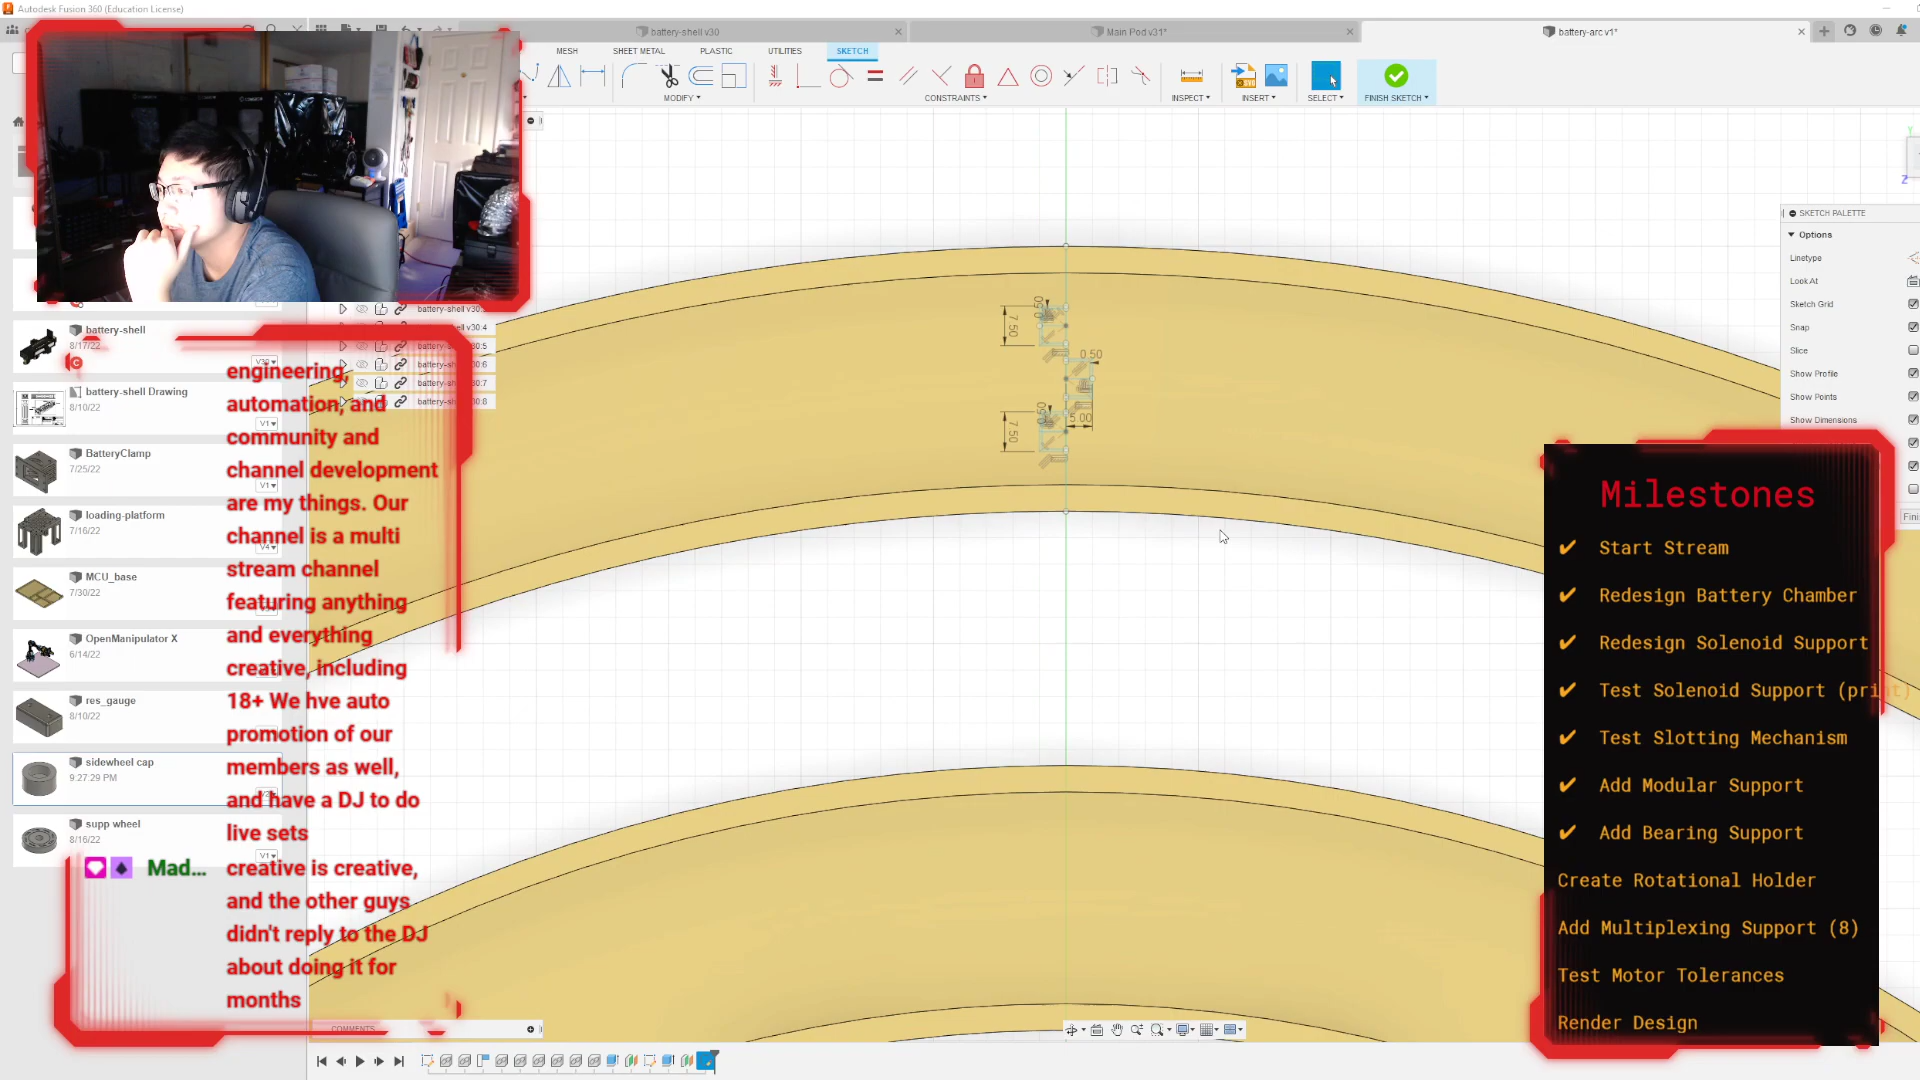 Autodesk Fusion 360 (Education License)
battery-shell v30
Main Pod v31*
battery-arc v1*
MESH
SHEET METAL
PLASTIC
UTILITIES
SKETCH
MODIFY
CONSTRAINTS
INSPECT
INSERT
SELECT
FINISH SKETCH
SKETCH PALETTE
Options
Linetype
Look At
Sketch Grid
Snap
Slice
Show Profile
Show Points
Show Dimensions
battery-shell
8/17/22
battery-shell Drawing
8/10/22
V1
BatteryClamp
7/25/22
V1
loading-platform
7/16/22
V4
MCU_base
7/30/22
OpenManipulator X
6/14/22
res_gauge
8/10/22
sidewheel cap
9:27:29 PM
supp wheel
8/16/22
V1
7.50
0.50
7.50
5.00
engineering,
automation, and
community and
channel development
are my things. Our
channel is a multi
stream channel
featuring anything
and everything
creative, including
18+ We hve auto
promotion of our
members as well,
and have a DJ to do
live sets
Mad... creative is creative,
and the other guys
didn't reply to the DJ
about doing it for
months
COMMENTS
Milestones
✔ Start Stream
✔ Redesign Battery Chamber
✔ Redesign Solenoid Support
✔ Test Solenoid Support (print)
✔ Test Slotting Mechanism
✔ Add Modular Support
✔ Add Bearing Support
Create Rotational Holder
Add Multiplexing Support (8)
Test Motor Tolerances
Render Design